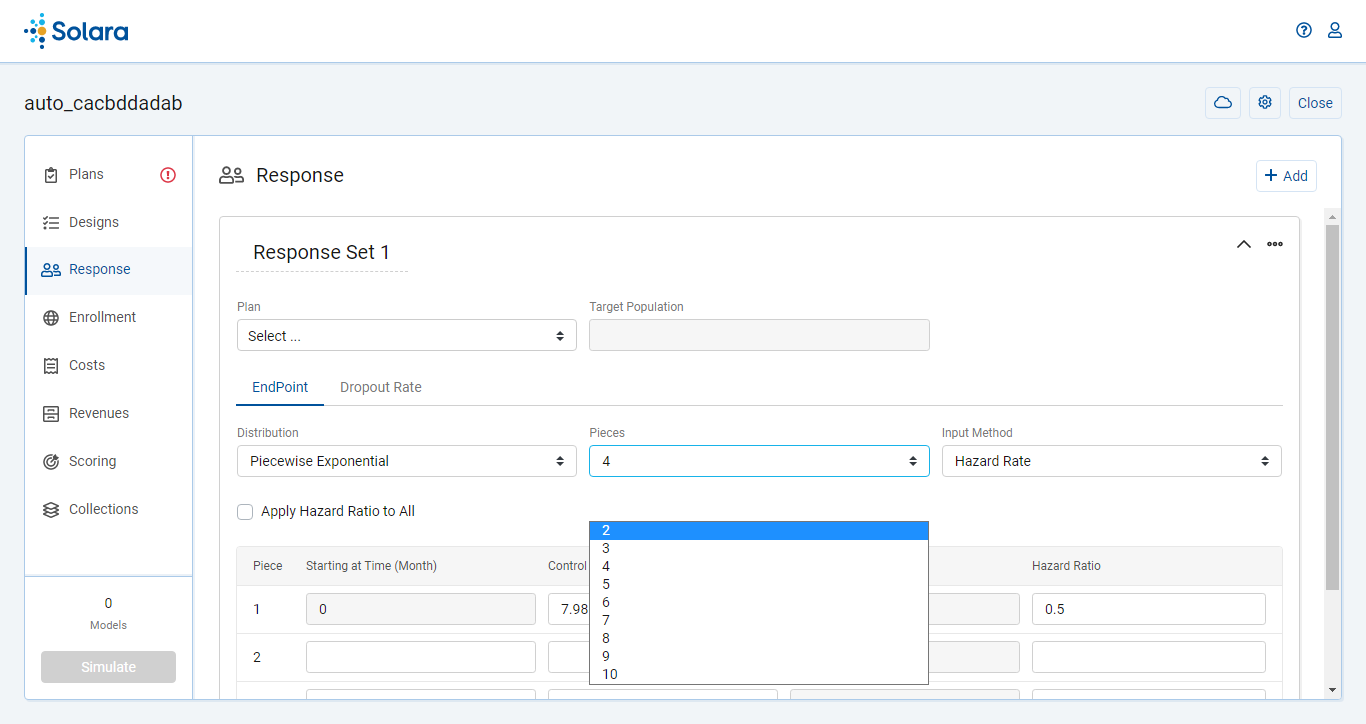 Solara
auto_cacbddadab
Close
Plans
Designs
Response
Enrollment
Costs
Revenues
Scoring
Collections
0
Models
Simulate
Response
Add
Response Set 1
Plan
Target Population
Select ...
EndPoint
Dropout Rate
Distribution
Pieces
Input Method
Piecewise Exponential
4
Hazard Rate
Apply Hazard Ratio to All
2
3
4
5
6
7
8
9
10
Piece
Starting at Time (Month)
Control
Hazard Ratio
1
0
7.98
0.5
2